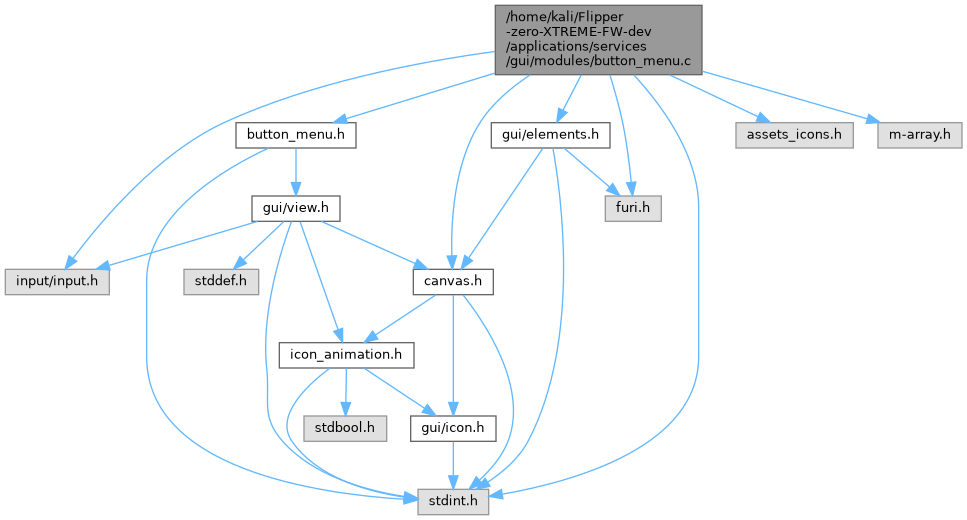 /home/kali/Flipper
-zero-XTREME-FW-dev
/applications/services
/gui/modules/button_menu.c
button_menu.h
gui/elements.h
assets_icons.h
m-array.h
gui/view.h
furi.h
input/input.h
stddef.h
canvas.h
icon_animation.h
stdbool.h
gui/icon.h
stdint.h